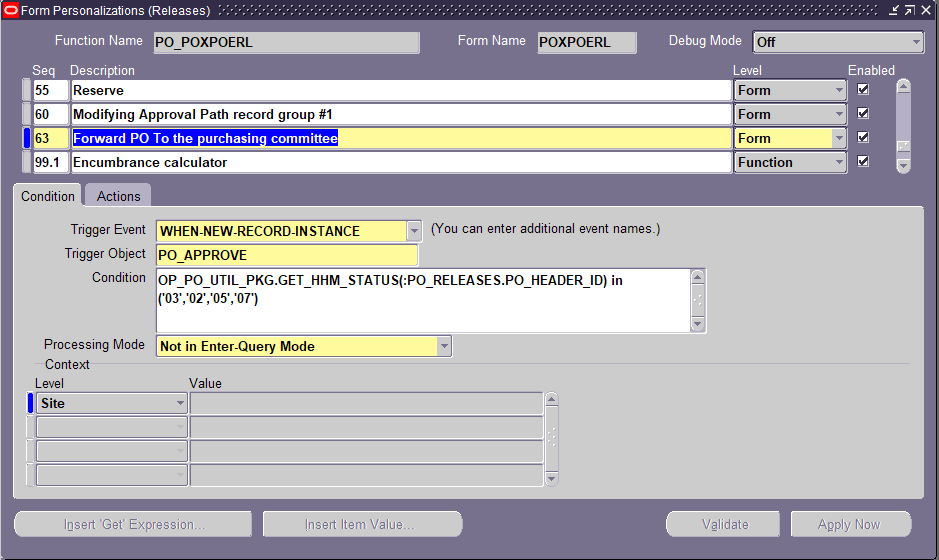 Form Personalizations (Releases)
Function Name PO_POXPOERL Form Name POXPOERL Debug Mode Off
Seq Description Level Enabled
55 Reserve Form
60 Modifying Approval Path record group #1 Form
63 Forward PO To the purchasing committee Form
99.1 Encumbrance calculator Function
Condition Actions
Trigger Event WHEN-NEW-RECORD-INSTANCE (You can enter additional event names.)
Trigger Object PO_APPROVE
Condition OP_PO_UTIL_PKG.GET_HHM_STATUS(:PO_RELEASES.PO_HEADER_ID) in
('03','02','05','07')
Processing Mode Not in Enter-Query Mode
Context
Level Value
Site
Insert 'Get' Expression... Insert Item Value... Validate Apply Now